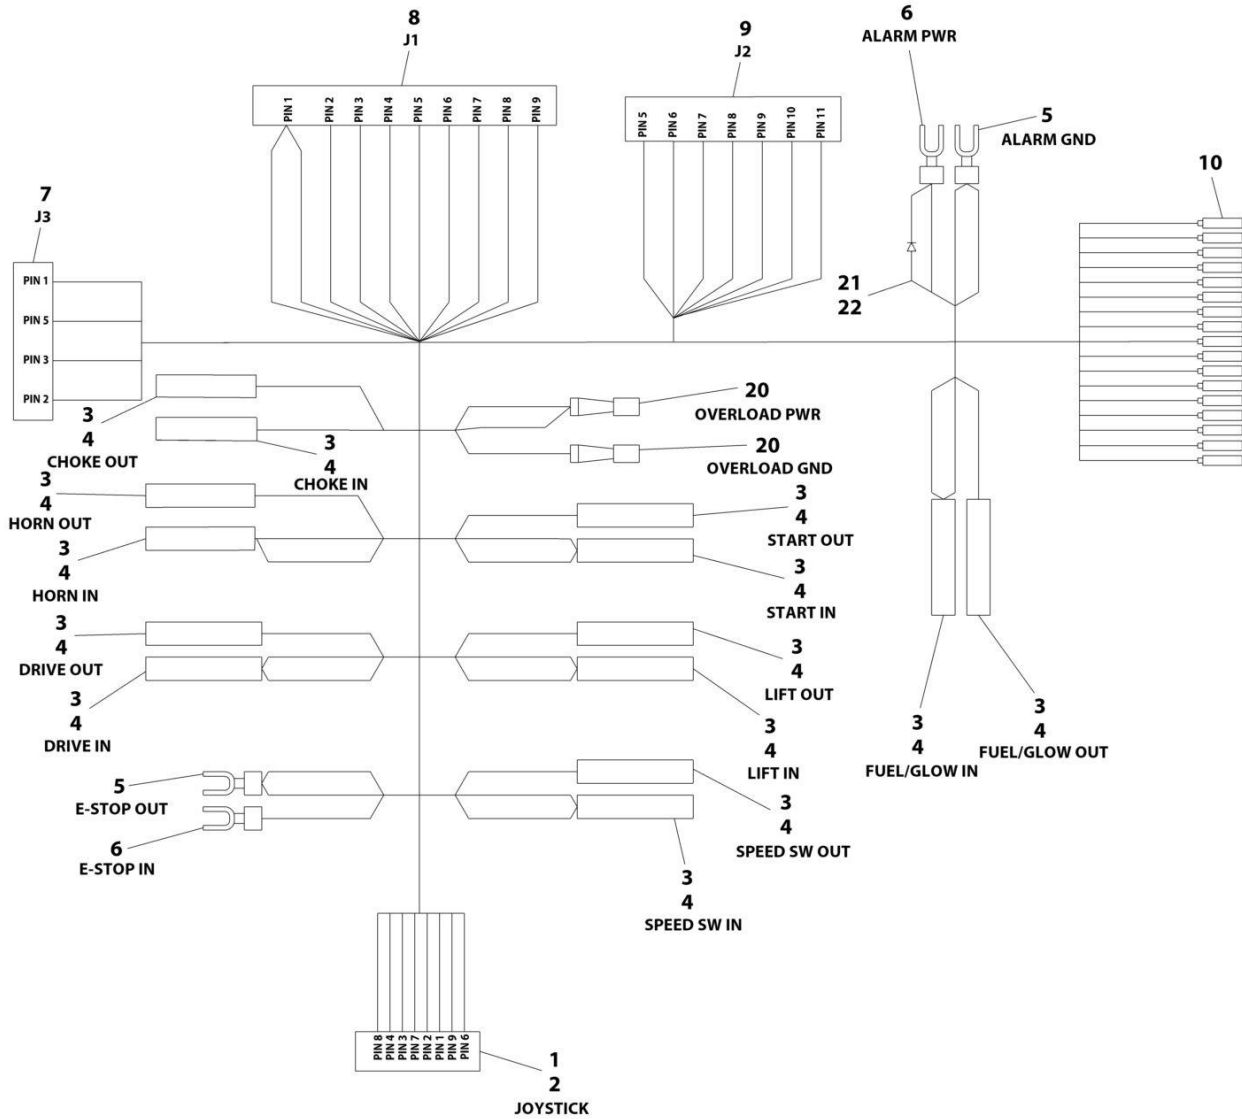 8
J1
PIN 1
PIN 2
PIN 3
PIN 4
PIN 5
PIN 6
PIN 7
PIN 8
PIN 9
9
J2
PIN 5
PIN 6
PIN 7
PIN 8
PIN 9
PIN 10
PIN 11
6
ALARM PWR
5
ALARM GND
10
7
J3
PIN 1
PIN 5
PIN 3
PIN 2
21
22
3
4
CHOKE OUT
3
4
CHOKE IN
20
OVERLOAD PWR
20
OVERLOAD GND
3
4
HORN OUT
3
4
HORN IN
3
4
START OUT
3
4
START IN
3
4
DRIVE OUT
3
4
DRIVE IN
3
4
LIFT OUT
3
4
LIFT IN
3
4
FUEL/GLOW IN
3
4
FUEL/GLOW OUT
5
E-STOP OUT
6
E-STOP IN
3
4
SPEED SW OUT
3
4
SPEED SW IN
PIN 8
PIN 4
PIN 3
PIN 7
PIN 2
PIN 1
PIN 9
PIN 6
1
2
JOYSTICK